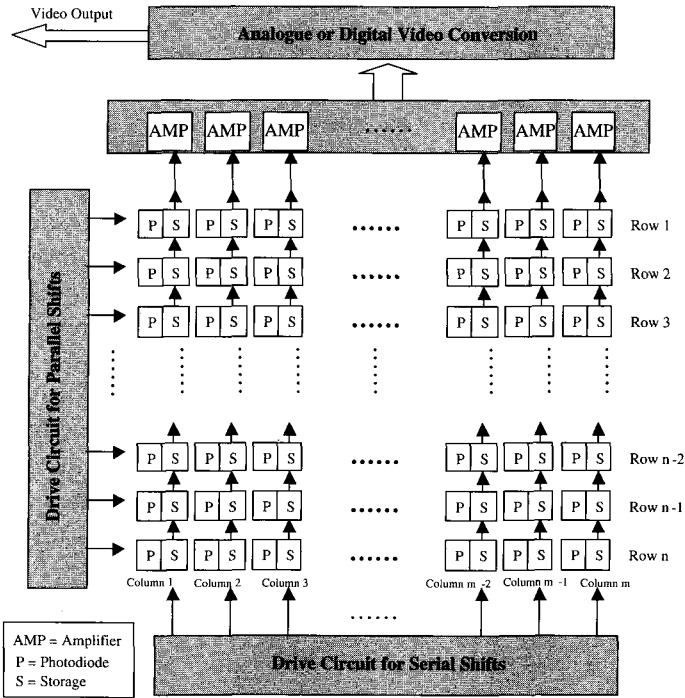 Video Output
Analogue or Digital Video Conversion
AMP AMP AMP ...... AMP AMP AMP
P S P S P S ...... P S P S P S Row 1
P S P S P S ...... P S P S P S Row 2
P S P S P S ...... P S P S P S Row 3
Drive Circuit for Parallel Shifts
P S P S P S ...... P S P S P S Row n-2
P S P S P S ...... P S P S P S Row n-1
P S P S P S ...... P S P S P S Row n
Column 1 Column 2 Column 3 Column m -2 Column m -1 Column m
......
Drive Circuit for Serial Shifts
AMP = Amplifier
P = Photodiode
S = Storage